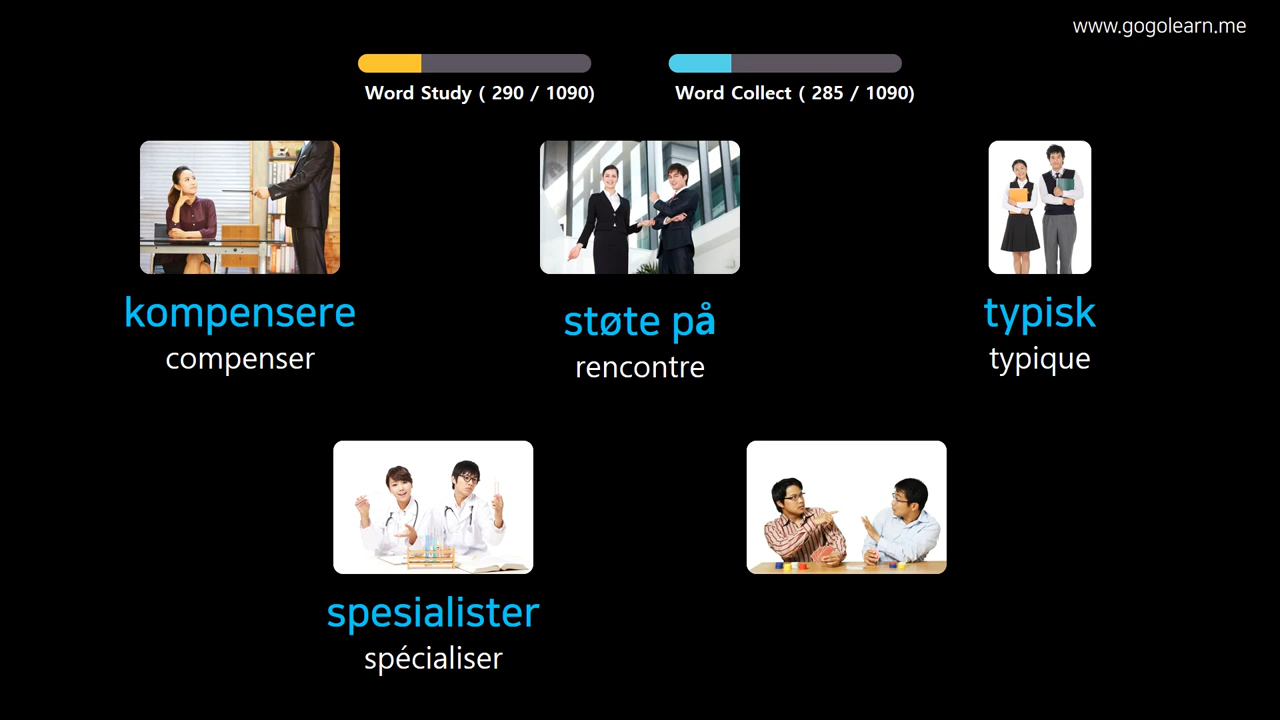 www.gogolearn.me
Word Study ( 290 / 1090)
Word Collect ( 285 / 1090)
kompensere
compenser
støte på
rencontre
typisk
typique
spesialister
spécialiser